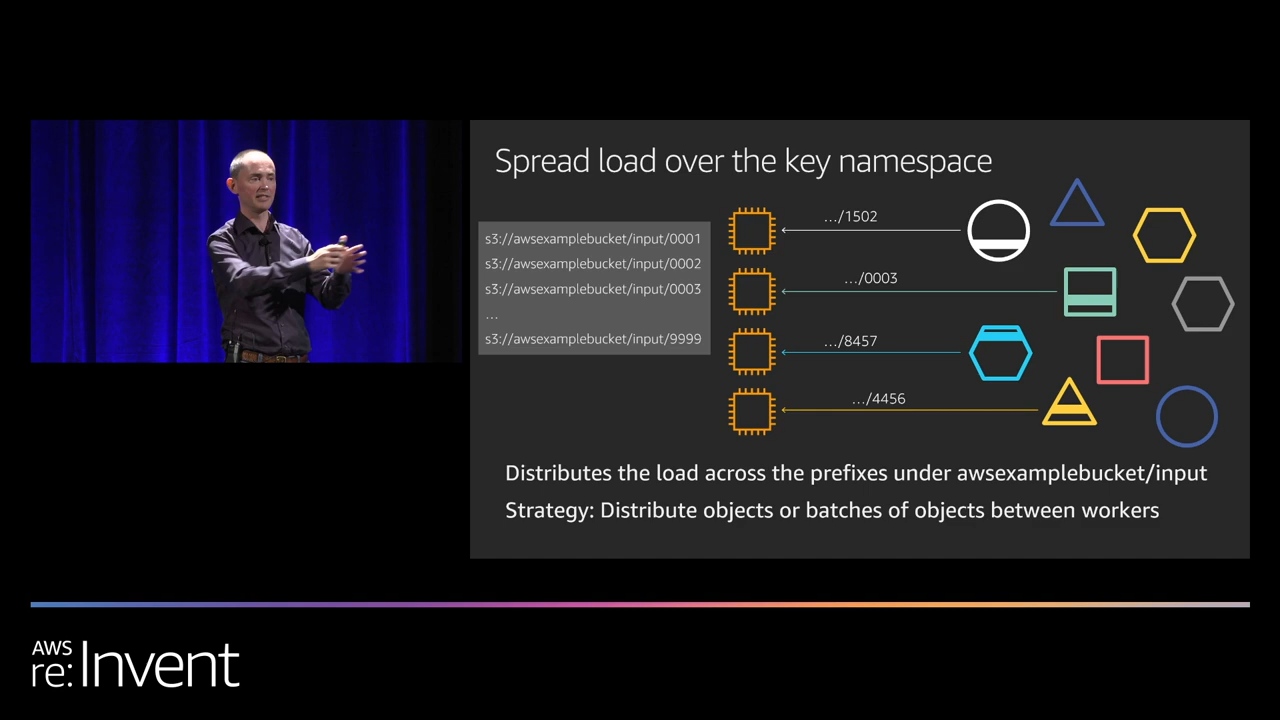 Spread load over the key namespace
s3://awsexamplebucket/input/0001
s3://awsexamplebucket/input/0002
s3://awsexamplebucket/input/0003
...
s3://awsexamplebucket/input/9999
.../1502
.../0003
.../8457
.../4456
Distributes the load across the prefixes under awsexamplebucket/input
Strategy: Distribute objects or batches of objects between workers
AWS
re:Invent